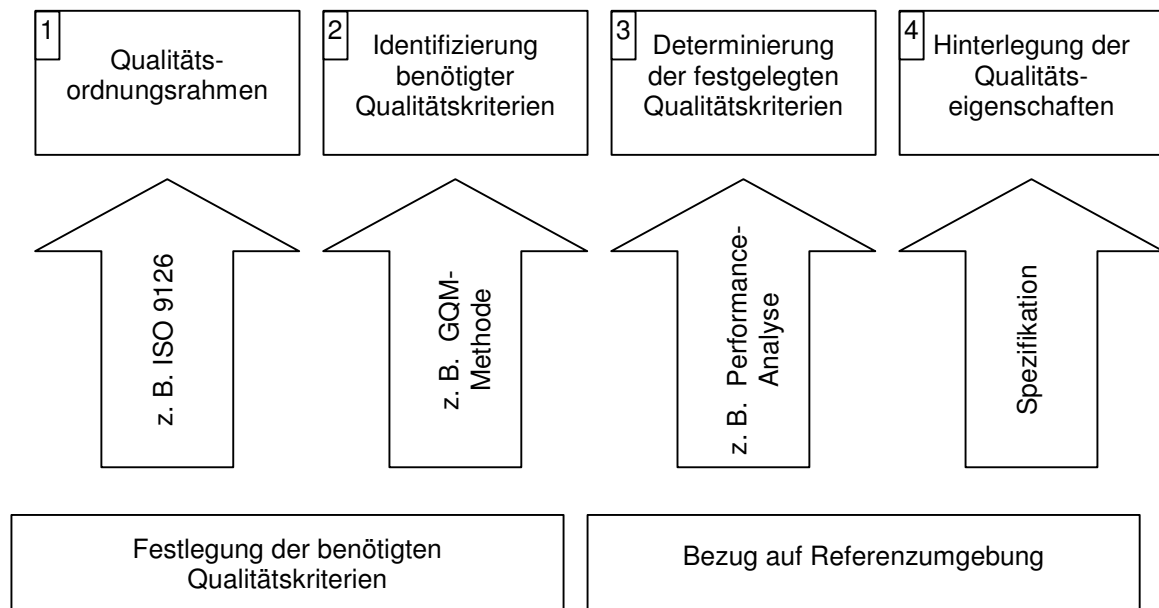 1
Qualitäts-
ordnungsrahmen
2
Identifizierung
benötigter
Qualitätskriterien
3
Determinierung
der festgelegten
Qualitätskriterien
4
Hinterlegung der
Qualitäts-
eigenschaften
z. B. ISO 9126
z. B. GQM-
Methode
z. B. Performance-
Analyse
Spezifikation
Festlegung der benötigten
Qualitätskriterien
Bezug auf Referenzumgebung